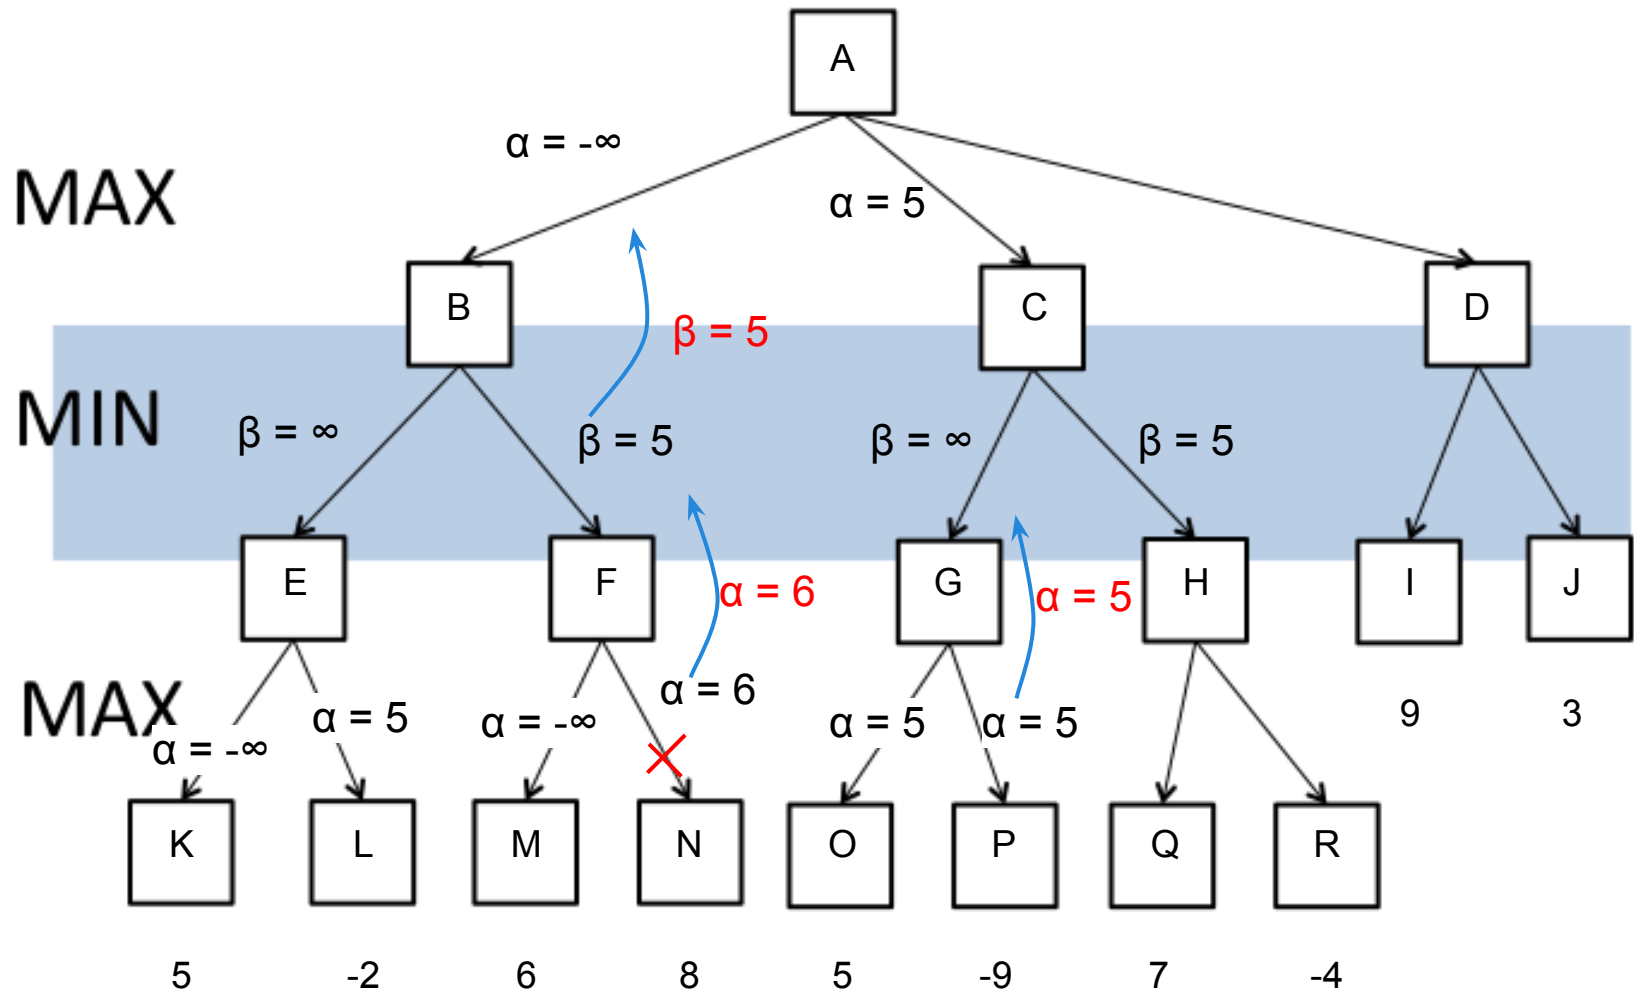 A
α = -∞
MAX
α = 5
B
C
D
β = 5
MIN
β = ∞
β = 5
β = ∞
β = 5
E
F
G
H
I
J
α = 6
α = 5
MAX
α = -∞
α = 5
α = -∞
α = 6
α = 5
α = 5
9
3
K
L
M
N
O
P
Q
R
5
-2
6
8
5
-9
7
-4